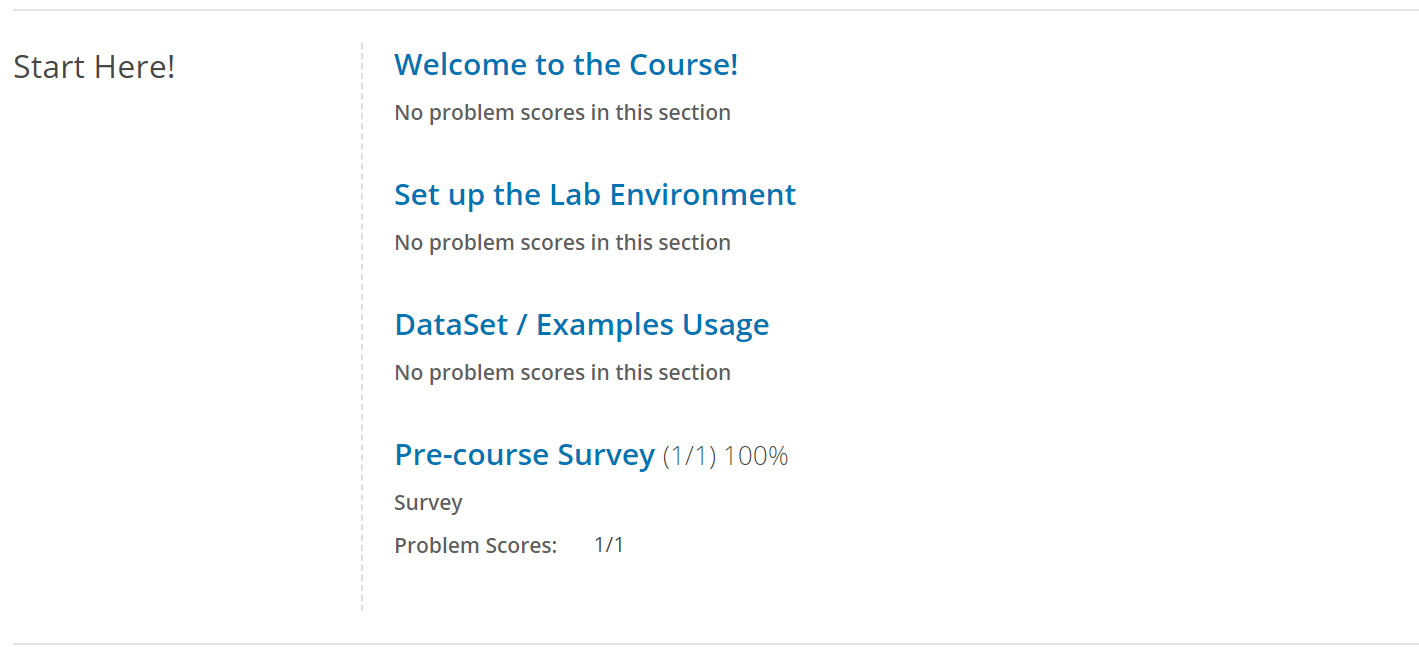 Start Here!
Welcome to the Course!
No problem scores in this section
Set up the Lab Environment
No problem scores in this section
DataSet / Examples Usage
No problem scores in this section
Pre-course Survey (1/1) 100%
Survey
Problem Scores: 1/1